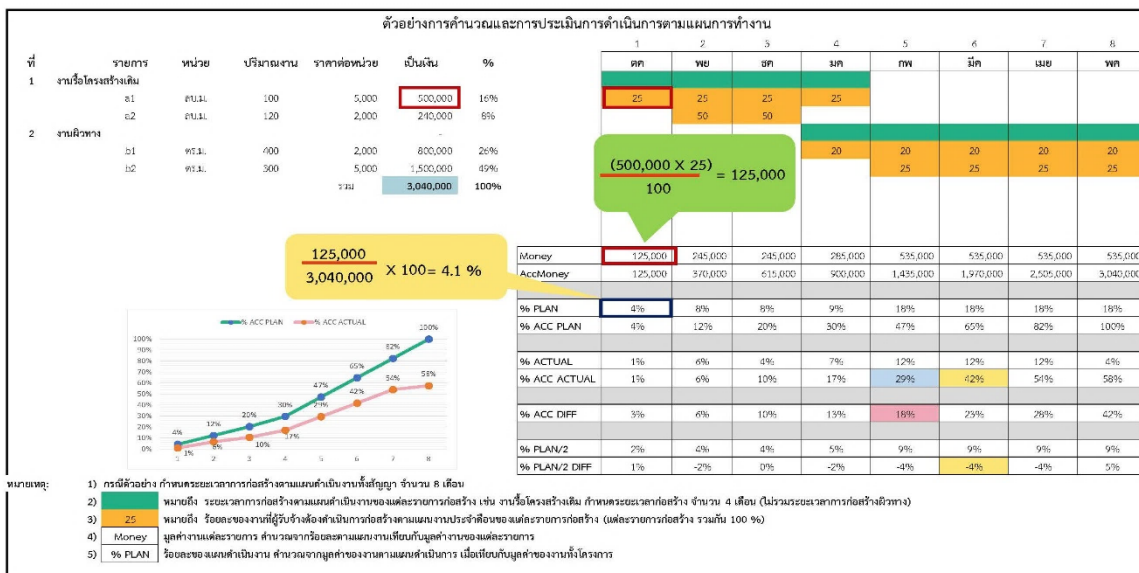 ตัวอย่างการคำนวณและการประเมินการดำเนินการตามแผนการทำงาน
1 2 3 4 5 6 7 8
ที่ รายการ หน่วย ปริมาณงาน ราคาต่อหน่วย เป็นเงิน % ตค พย ธค มค กพ มีค เมย พค
1 งานรื้อโครงสร้างเดิม
a1 ลบ.ม. 100 5,000 500,000 16% 25 25 25 25
a2 ลบ.ม. 120 2,000 240,000 8% 50 50
2 งานผิวทาง -
b1 ตร.ม. 400 2,000 800,000 26% 20 20 20 20 20
b2 ตร.ม. 300 5,000 1,500,000 49% 25 25 25 25
รวม 3,040,000 100%
(500,000 X 25)
100
= 125,000
125,000
3,040,000
X 100 = 4.1 %
Money 125,000 245,000 245,000 285,000 535,000 535,000 535,000 535,000
AccMoney 125,000 370,000 615,000 900,000 1,435,000 1,970,000 2,505,000 3,040,000
% PLAN 4% 8% 8% 9% 18% 18% 18% 18%
% ACC PLAN 4% 12% 20% 30% 47% 65% 82% 100%
% ACTUAL 1% 6% 4% 7% 12% 12% 12% 4%
% ACC ACTUAL 1% 6% 10% 17% 29% 42% 54% 58%
% ACC DIFF 3% 6% 10% 13% 18% 23% 28% 42%
% PLAN/2 2% 4% 4% 5% 9% 9% 9% 9%
% PLAN/2 DIFF 1% -2% 0% -2% -4% -4% -4% 5%
% ACC PLAN % ACC ACTUAL
100%
90%
80%
70%
60%
50%
40%
30%
20%
10%
0%
4% 12% 20% 30% 47% 65% 82% 100%
1% 6% 10% 17% 29% 42% 54% 58%
1 2 3 4 5 6 7 8
หมายเหตุ: 1) กรณีตัวอย่าง กำหนดระยะเวลาการก่อสร้างตามแผนดำเนินงานทั้งสัญญา จำนวน 8 เดือน
2) หมายถึง ระยะเวลาการก่อสร้างตามแผนดำเนินงานของแต่ละรายการก่อสร้าง เช่น งานรื้อโครงสร้างเดิม กำหนดระยะเวลาก่อสร้าง จำนวน 4 เดือน (ไม่รวมระยะเวลาการก่อสร้างผิวทาง)
3) 25 หมายถึง ร้อยละของงานที่ผู้รับจ้างต้องดำเนินการก่อสร้างตามแผนงานประจำเดือนของแต่ละรายการก่อสร้าง (แต่ละรายการก่อสร้าง รวมกัน 100 %)
4) Money มูลค่างานแต่ละรายการ คำนวณจากร้อยละตามแผนงานเทียบกับมูลค่างานของแต่ละรายการ
5) % PLAN ร้อยละของแผนดำเนินงาน คำนวณจากมูลค่าของงานตามแผนดำเนินการ เมื่อเทียบกับมูลค่าของงานทั้งโครงการ